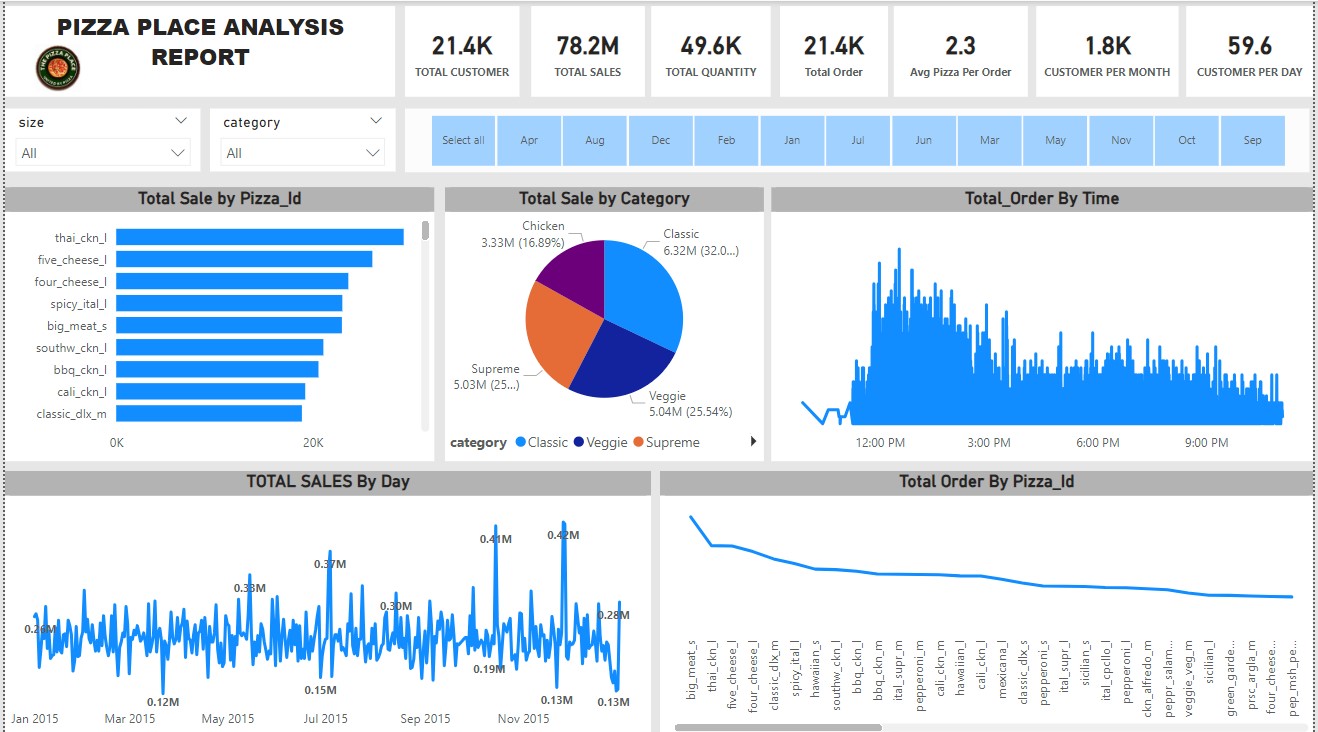 PIZZA PLACE ANALYSIS
REPORT
THE PIZZA PLACE
21.4K
TOTAL CUSTOMER
78.2M
TOTAL SALES
49.6K
TOTAL QUANTITY
21.4K
Total Order
2.3
Avg Pizza Per Order
1.8K
CUSTOMER PER MONTH
59.6
CUSTOMER PER DAY
size
All
category
All
Select all Apr Aug Dec Feb Jan Jul Jun Mar May Nov Oct Sep
Total Sale by Pizza_Id
thai_ckn_l
five_cheese_l
four_cheese_l
spicy_ital_l
big_meat_s
southw_ckn_l
bbq_ckn_l
cali_ckn_l
classic_dlx_m
0K 20K
Total Sale by Category
Chicken
3.33M (16.89%)
Classic
6.32M (32.0...)
Supreme
5.03M (25...)
Veggie
5.04M (25.54%)
category Classic Veggie Supreme
Total_Order By Time
12:00 PM 3:00 PM 6:00 PM 9:00 PM
TOTAL SALES By Day
0.26M
0.12M
0.33M
0.37M
0.15M
0.30M
0.41M
0.19M
0.42M
0.13M
0.28M
0.13M
Jan 2015 Mar 2015 May 2015 Jul 2015 Sep 2015 Nov 2015
Total Order By Pizza_Id
big_meat_s
thai_ckn_l
five_cheese_l
four_cheese_l
classic_dlx_m
spicy_ital_l
hawaiian_s
southw_ckn_l
bbq_ckn_l
bbq_ckn_m
ital_supr_m
pepperoni_m
cali_ckn_m
hawaiian_l
cali_ckn_l
mexicana_l
classic_dlx_s
pepperoni_s
ital_supr_l
sicilian_s
ital_cpcllo_l
pepperoni_l
ckn_alfredo_m
peppr_salam...
veggie_veg_m
sicilian_l
green_garde...
prsc_argla_m
four_cheese...
pep_msh_pe...